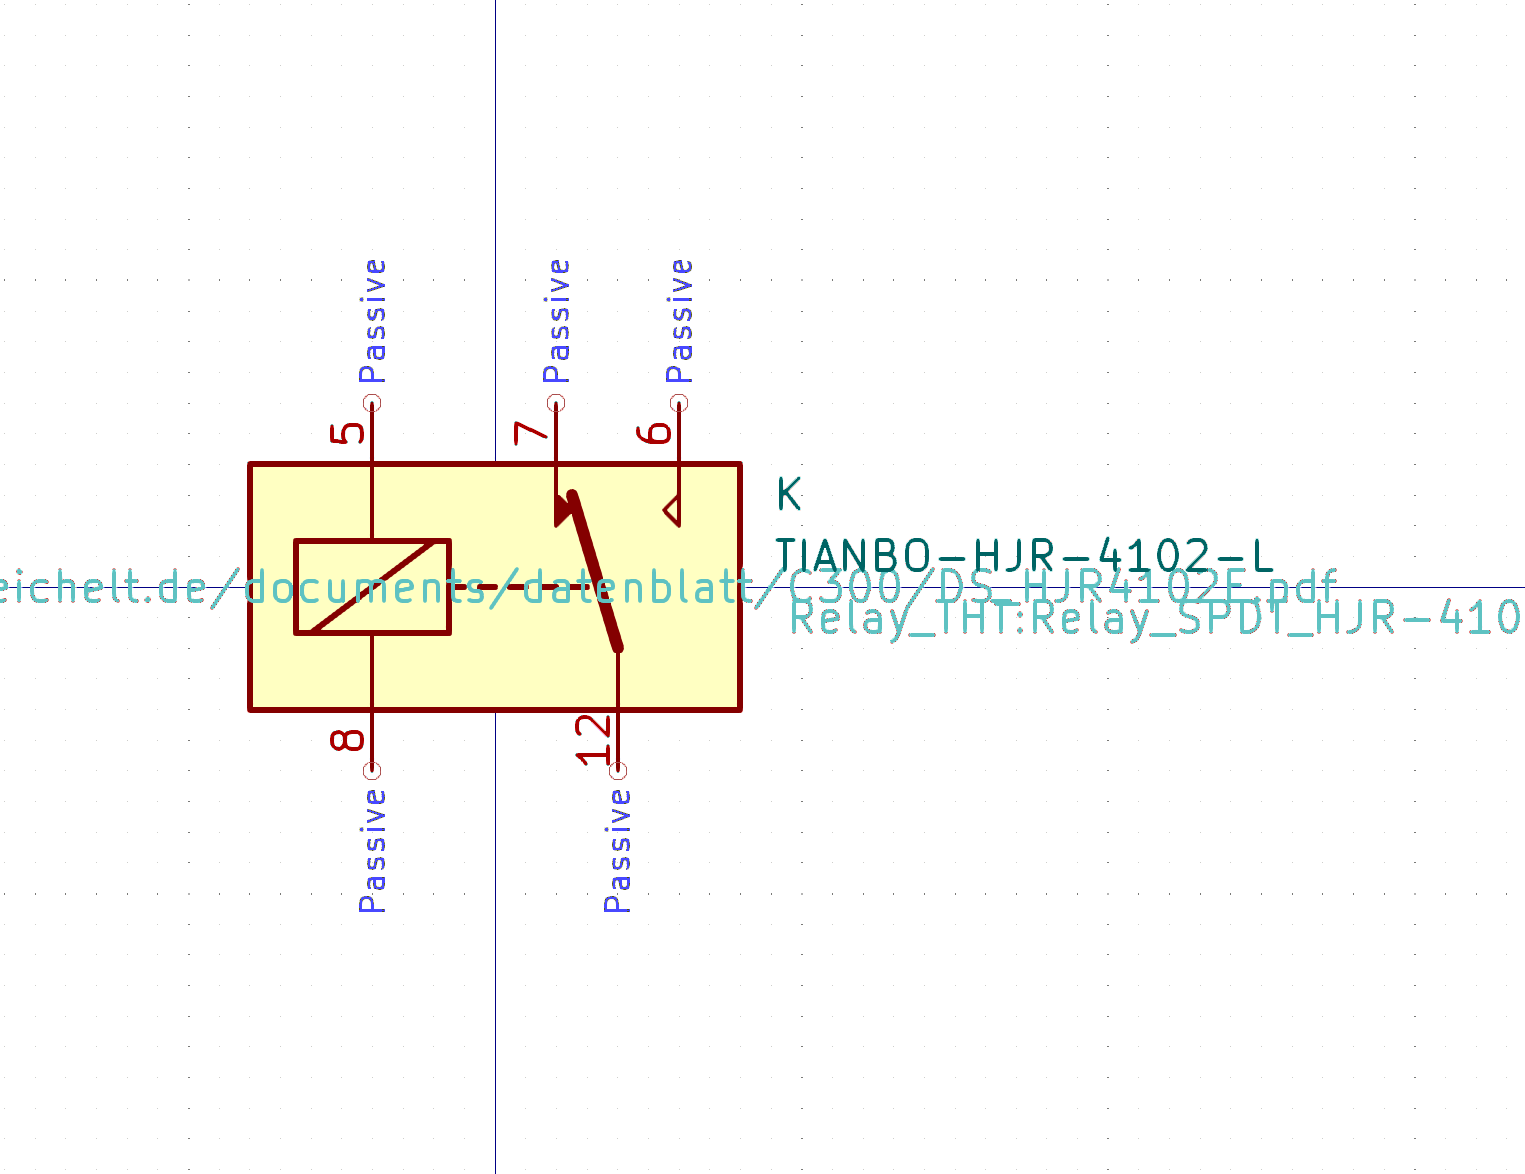 Passive
Passive
Passive
5
7
6
K
TIANBO-HJR-4102-L
eichelt.de/documents/datenblatt/C300/DS_HJR4102E.pdf
Relay_THT:Relay_SPDT_HJR-410
8
12
Passive
Passive